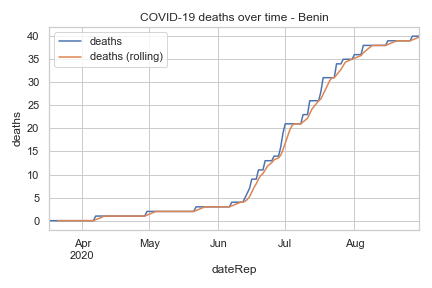 COVID-19 deaths over time - Benin
deaths
deaths (rolling)
40
35
30
25
20
15
10
5
0
deaths
Apr
2020
May
Jun
Jul
Aug
dateRep